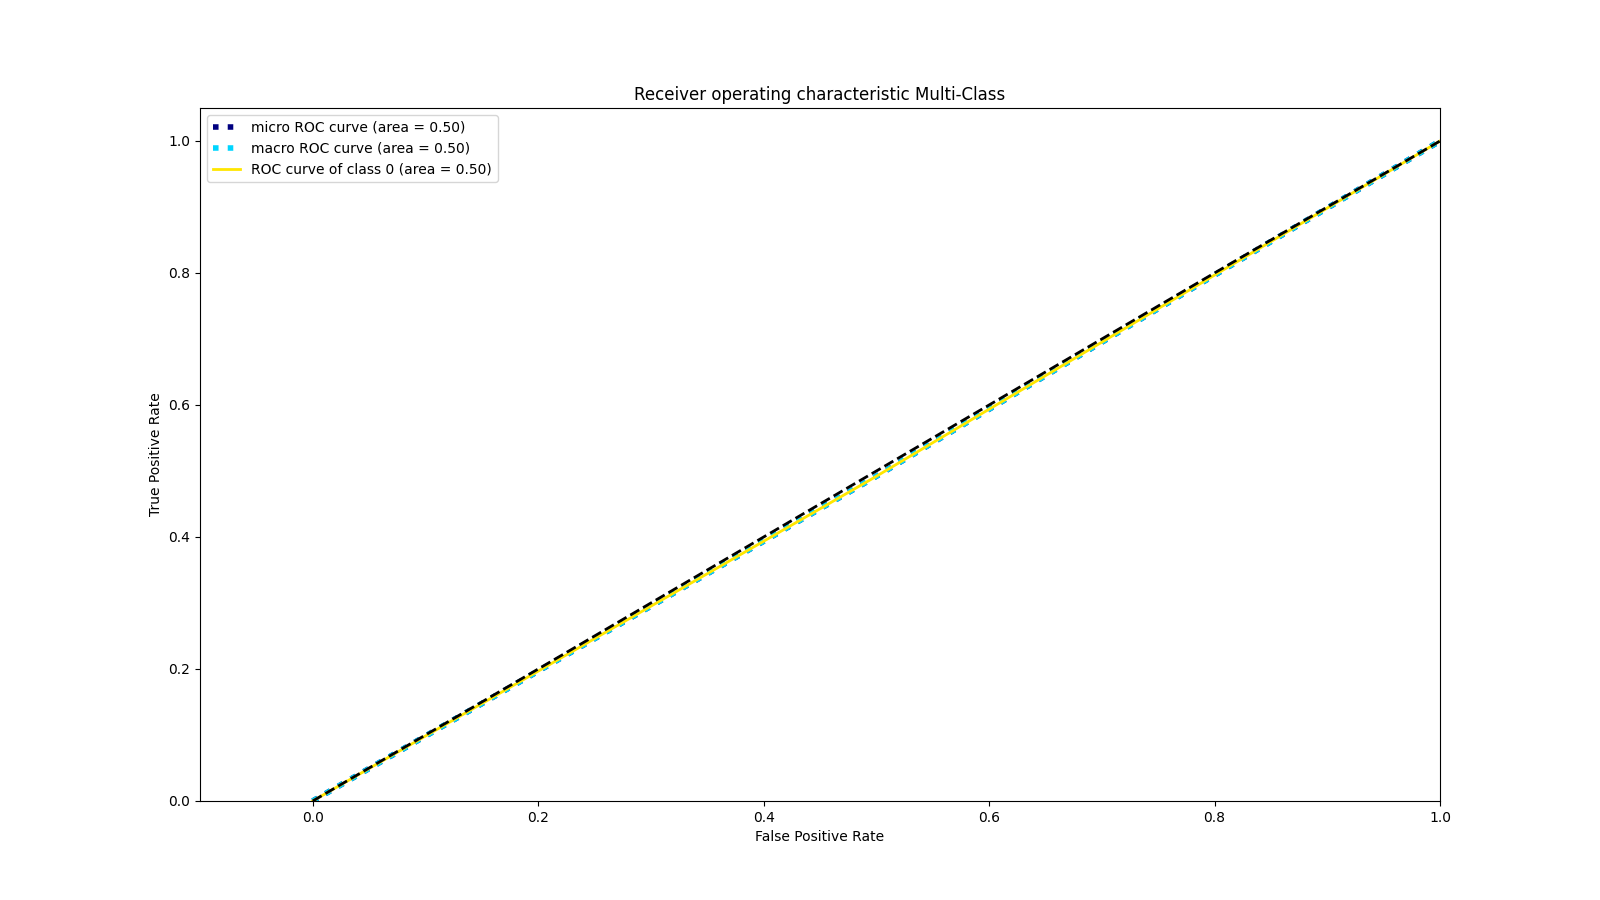 Receiver operating characteristic Multi-Class
micro ROC curve (area = 0.50)
macro ROC curve (area = 0.50)
ROC curve of class 0 (area = 0.50)
1.0
0.8
0.6
0.4
0.2
0.0
True Positive Rate
0.0 0.2 0.4 0.6 0.8 1.0
False Positive Rate